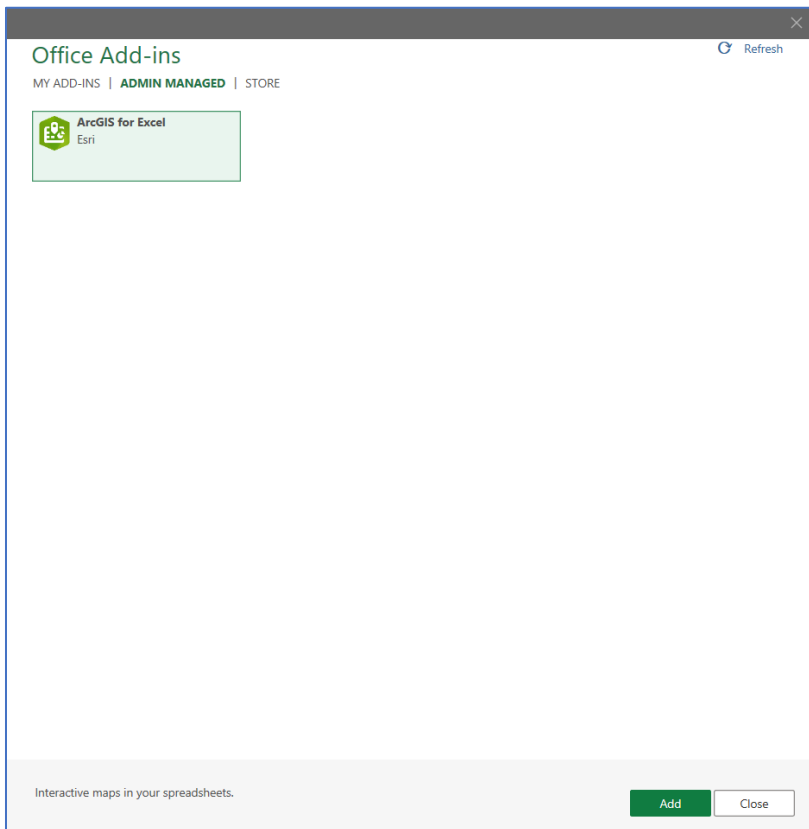 Office Add-ins
Refresh
MY ADD-INS | ADMIN MANAGED | STORE
ArcGIS for Excel
Esri
Interactive maps in your spreadsheets.
Add
Close